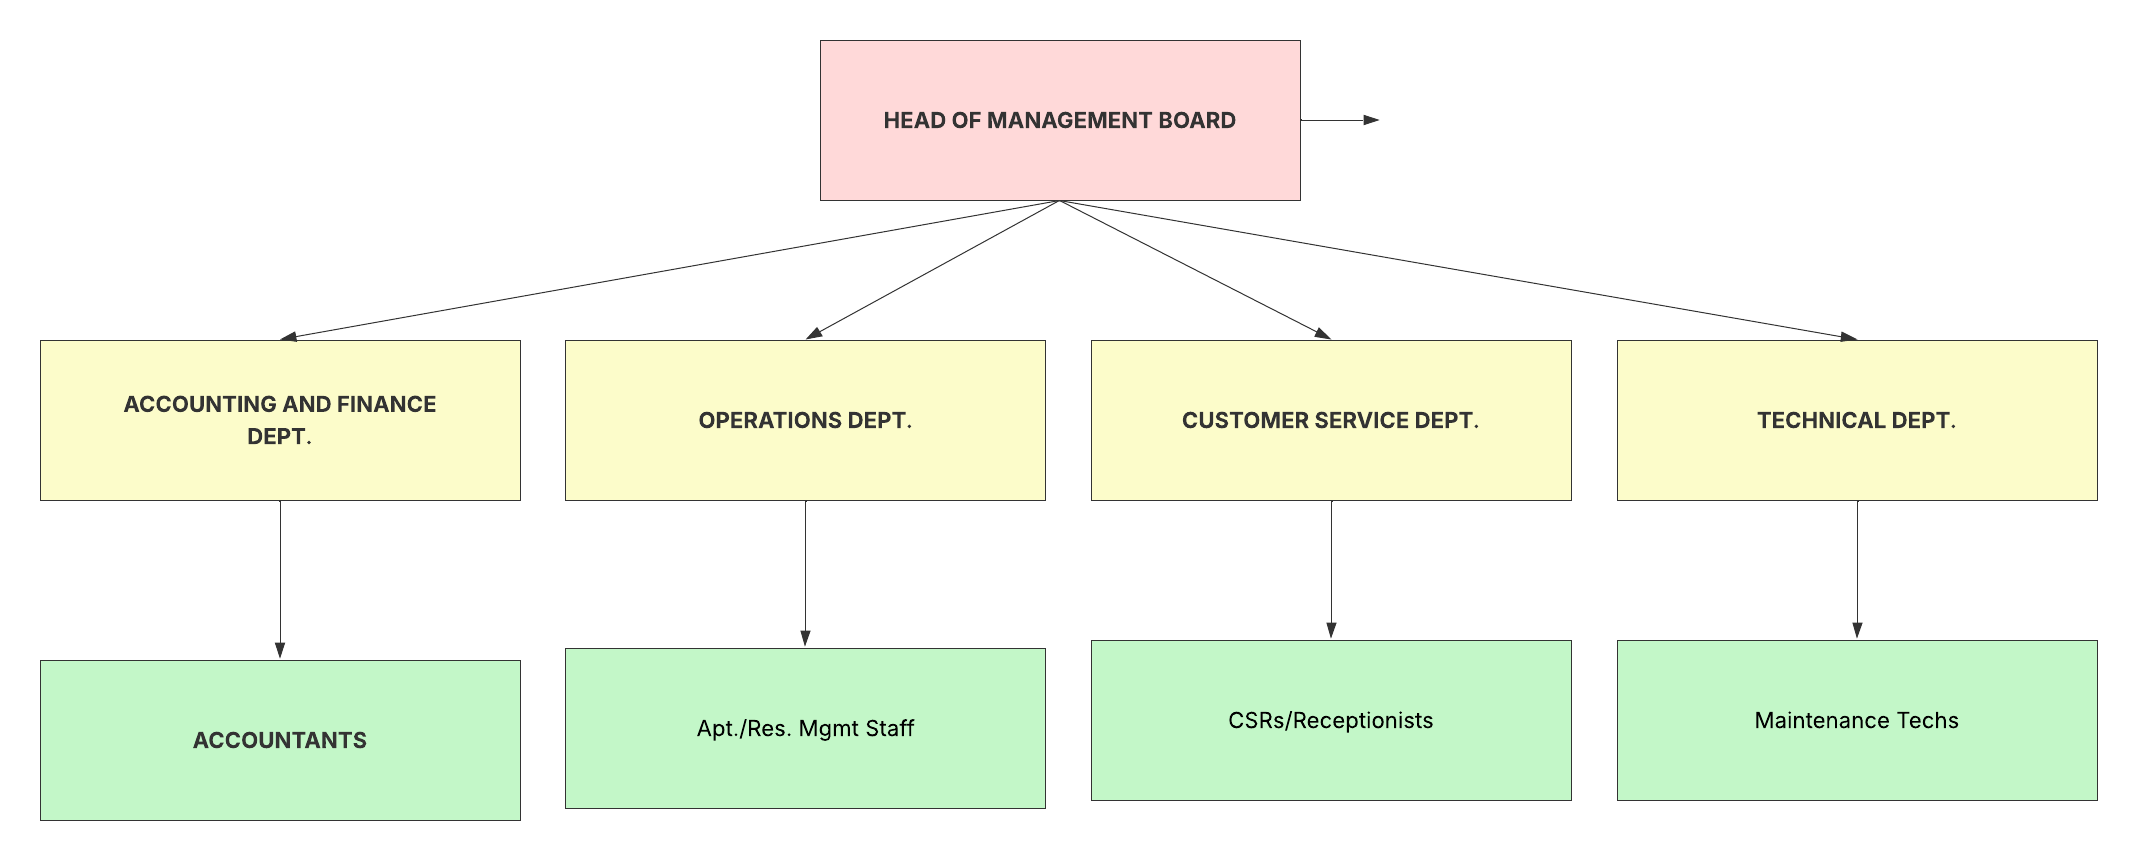 HEAD OF MANAGEMENT BOARD
ACCOUNTING AND FINANCE
DEPT.
OPERATIONS DEPT.
CUSTOMER SERVICE DEPT.
TECHNICAL DEPT.
ACCOUNTANTS
Apt./Res. Mgmt Staff
CSRs/Receptionists
Maintenance Techs